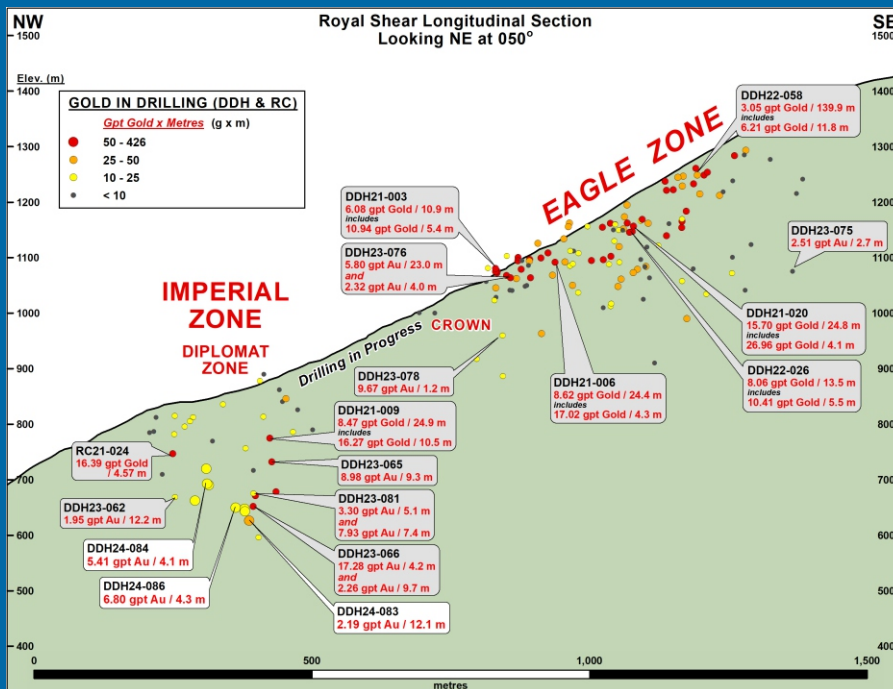 Royal Shear Longitudinal Section
Looking NE at 050°
NW
SE
1500
1500
Elev. (m)
1400
1400
1300
1300
1200
1200
1100
1100
1000
1000
900
900
800
800
700
700
600
600
500
500
400
400
GOLD IN DRILLING (DDH & RC)
Gpt Gold x Metres (g x m)
50 - 426
25 - 50
10 - 25
< 10
EAGLE ZONE
IMPERIAL
ZONE
DIPLOMAT
ZONE
Drilling in Progress
CROWN
DDH22-058
3.05 gpt Gold / 139.9 m
includes
6.21 gpt Gold / 11.8 m
DDH21-003
6.08 gpt Gold / 10.9 m
includes
10.94 gpt Gold / 5.4 m
DDH23-076
5.80 gpt Au / 23.0 m
and
2.32 gpt Au / 4.0 m
DDH23-075
2.51 gpt Au / 2.7 m
DDH21-020
15.70 gpt Gold / 24.8 m
includes
26.96 gpt Gold / 4.1 m
DDH22-026
8.06 gpt Gold / 13.5 m
includes
10.41 gpt Gold / 5.5 m
DDH21-006
8.62 gpt Gold / 24.4 m
includes
17.02 gpt Gold / 4.3 m
DDH23-078
9.67 gpt Au / 1.2 m
DDH21-009
8.47 gpt Gold / 24.9 m
includes
16.27 gpt Gold / 10.5 m
RC21-024
16.39 gpt Gold
/ 4.57 m
DDH23-065
8.98 gpt Au / 9.3 m
DDH23-062
1.95 gpt Au / 12.2 m
DDH23-081
3.30 gpt Au / 5.1 m
and
7.93 gpt Au / 7.4 m
DDH24-084
5.41 gpt Au / 4.1 m
DDH23-066
17.28 gpt Au / 4.2 m
and
2.26 gpt Au / 9.7 m
DDH24-086
6.80 gpt Au / 4.3 m
DDH24-083
2.19 gpt Au / 12.1 m
0
500
1,000
1,500
metres